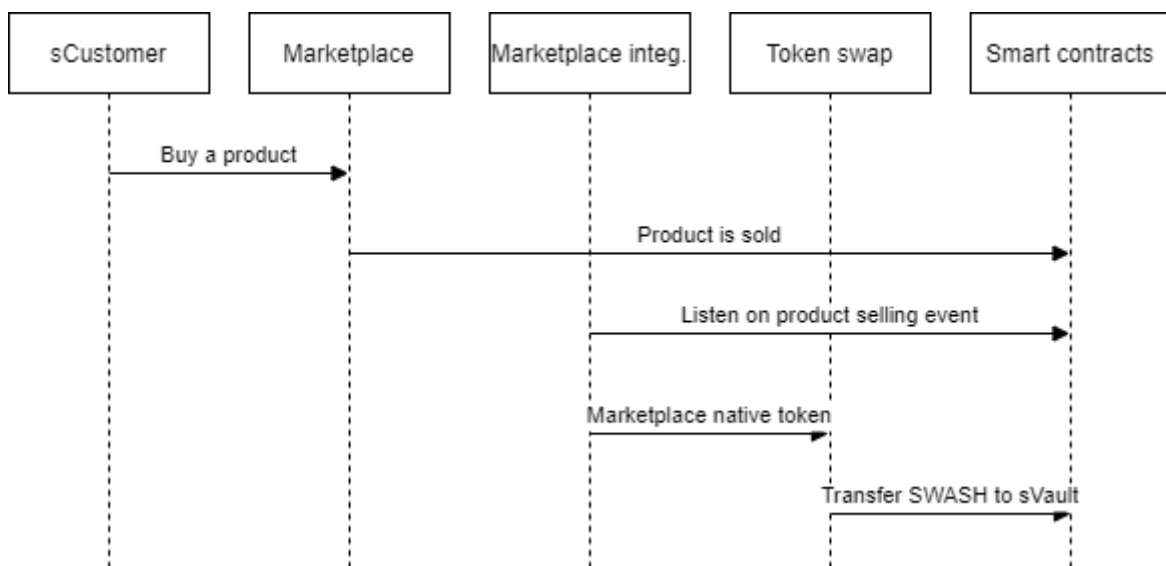 sCustomer
Marketplace
Marketplace integ.
Token swap
Smart contracts
Buy a product
Product is sold
Listen on product selling event
Marketplace native token
Transfer SWASH to sVault